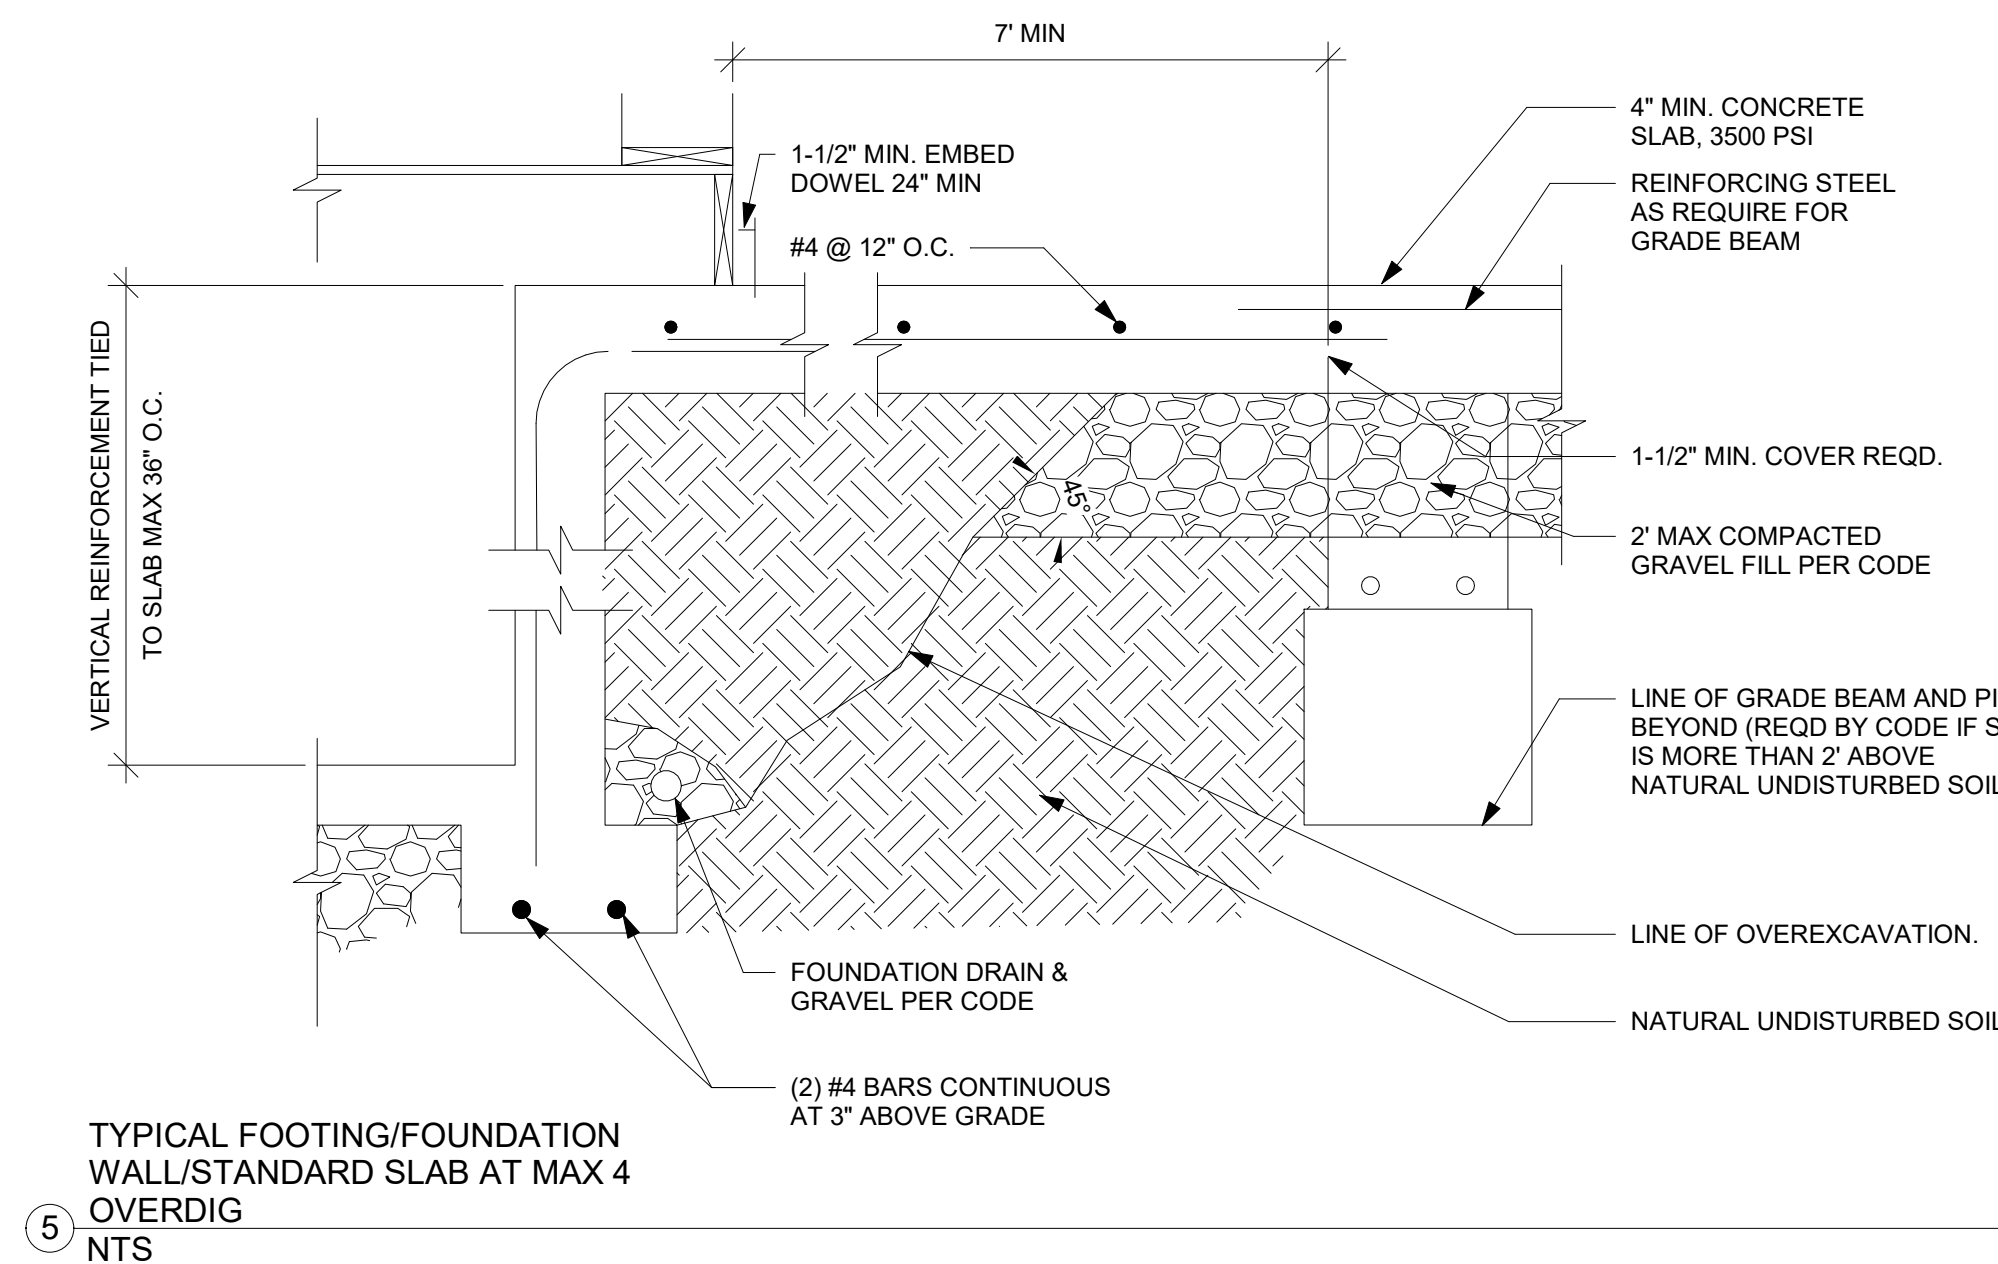 7' MIN
4" MIN. CONCRETE
SLAB, 3500 PSI
1-1/2" MIN. EMBED
DOWEL 24" MIN
REINFORCING STEEL
AS REQUIRE FOR
GRADE BEAM
#4 @ 12" O.C.
VERTICAL REINFORCEMENT TIED
TO SLAB MAX 36" O.C.
45°
1-1/2" MIN. COVER REQD.
2' MAX COMPACTED
GRAVEL FILL PER CODE
LINE OF GRADE BEAM AND
BEYOND (REQD BY CODE IF
IS MORE THAN 2' ABOVE
NATURAL UNDISTURBED SOIL
LINE OF OVEREXCAVATION.
FOUNDATION DRAIN &
GRAVEL PER CODE
NATURAL UNDISTURBED SOIL
(2) #4 BARS CONTINUOUS
AT 3" ABOVE GRADE
TYPICAL FOOTING/FOUNDATION
WALL/STANDARD SLAB AT MAX 4
OVERDIG
5
NTS